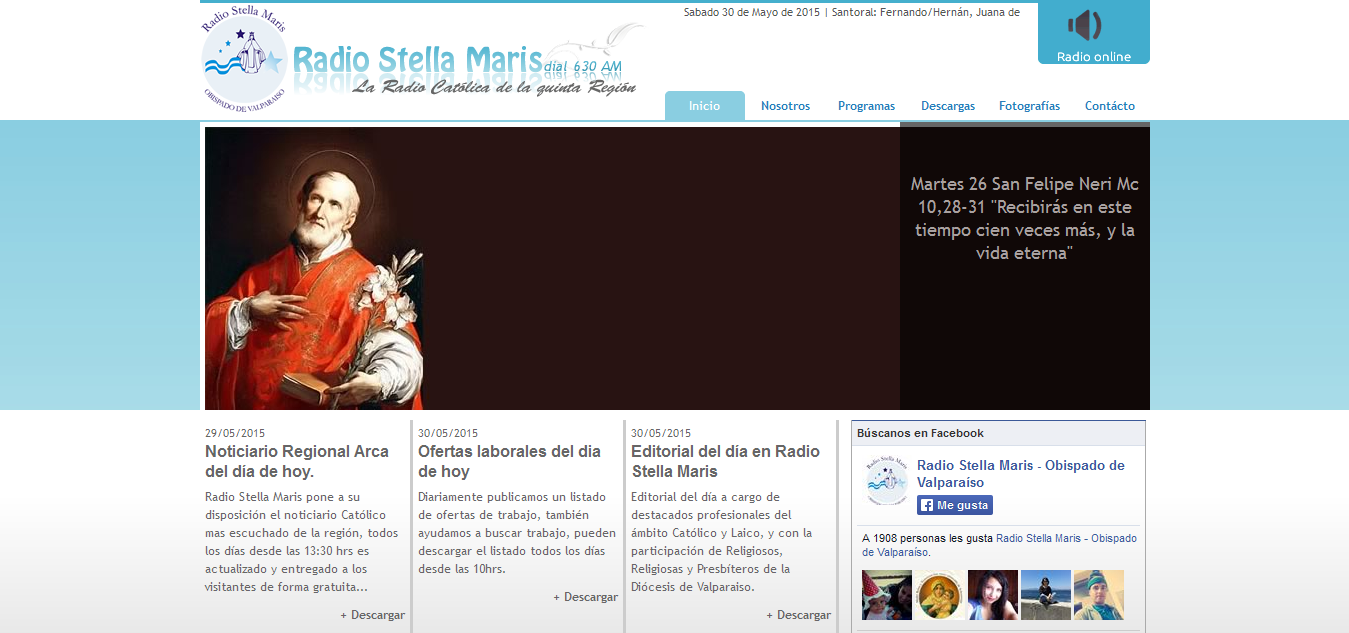 Radio Stella Maris
OBISPADO DE VALPARAISO
Radio Stella Maris dial 630 AM
La Radio Católica de la quinta Región
Sabado 30 de Mayo de 2015 | Santoral: Fernando/Hernán, Juana de
Radio online
Inicio Nosotros Programas Descargas Fotografías Contácto
Martes 26 San Felipe Neri Mc
10,28-31 "Recibirás en este
tiempo cien veces más, y la
vida eterna"
29/05/2015
Noticiario Regional Arca
del día de hoy.
Radio Stella Maris pone a su
disposición el noticiario Católico
mas escuchado de la región, todos
los días desde las 13:30 hrs es
actualizado y entregado a los
visitantes de forma gratuita...
+ Descargar
30/05/2015
Ofertas laborales del dia
de hoy
Diariamente publicamos un listado
de ofertas de trabajo, también
ayudamos a buscar trabajo, pueden
descargar el listado todos los días
desde las 10hrs.
+ Descargar
30/05/2015
Editorial del día en Radio
Stella Maris
Editorial del día a cargo de
destacados profesionales del
ámbito Católico y Laico, y con la
participación de Religiosos,
Religiosas y Presbíteros de la
Diócesis de Valparaiso.
+ Descargar
Búscanos en Facebook
Radio Stella Maris - Obispado de
Valparaíso
Me gusta
A 1908 personas les gusta Radio Stella Maris - Obispado
de Valparaíso.